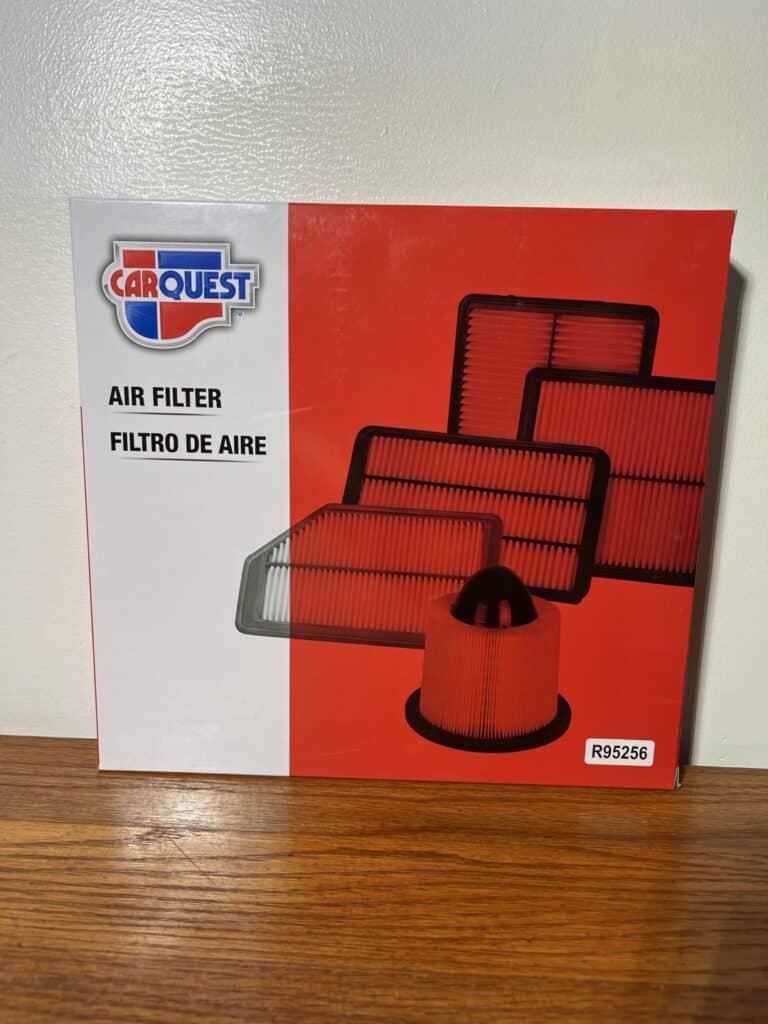 CARQUEST
AIR FILTER
FILTRO DE AIRE
R95256